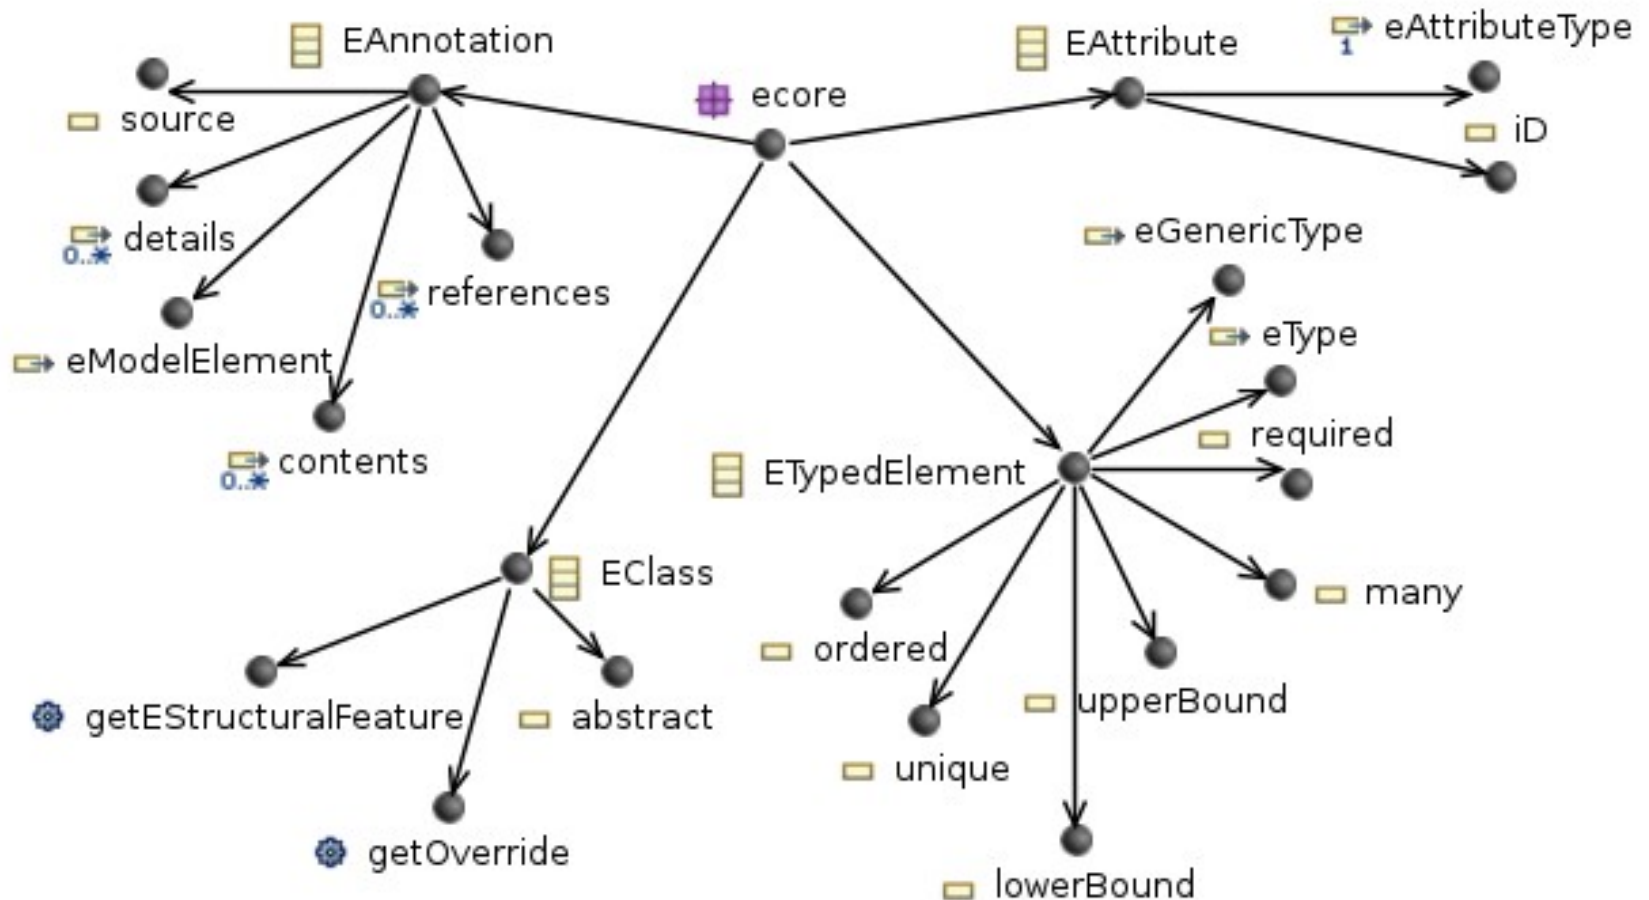 EAnnotation
EAttribute
eAttributeType
1
ecore
source
iD
details
0..*
eGenericType
references
0..*
eType
eModelElement
required
contents
0..*
ETypedElement
EClass
many
ordered
upperBound
getEStructuralFeature
abstract
unique
getOverride
lowerBound